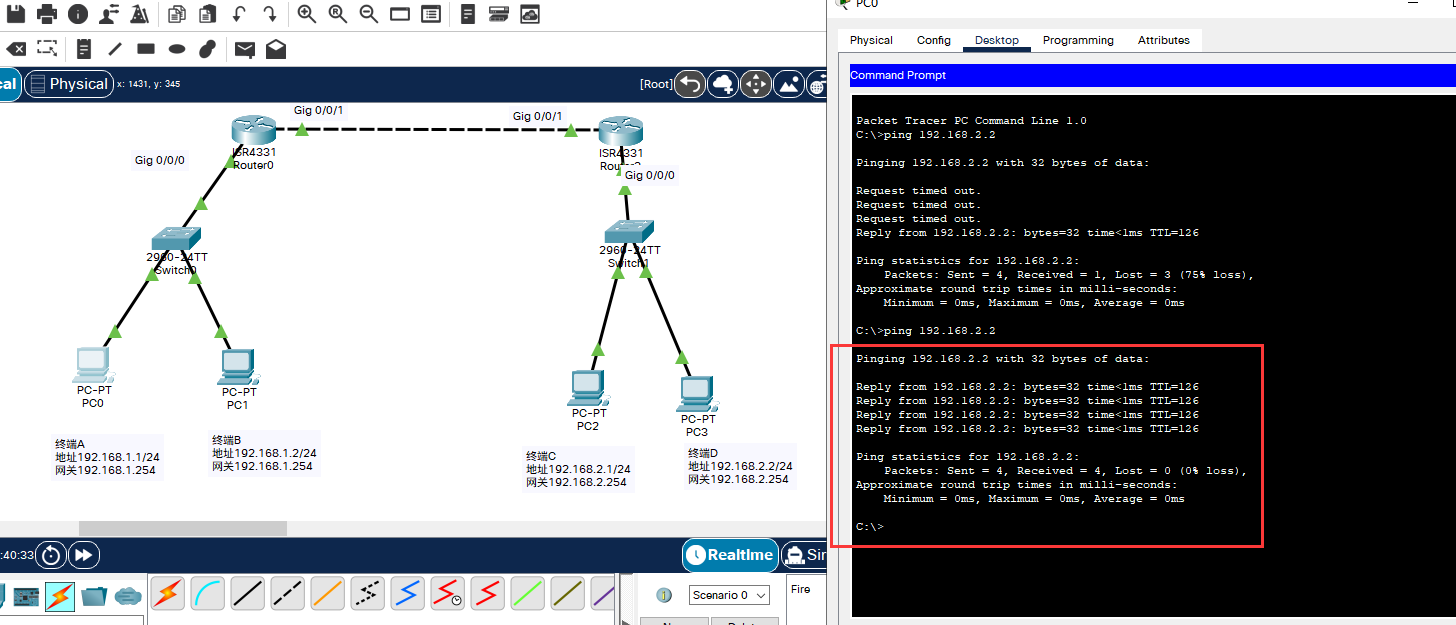 PC0
Physical
Config
Desktop
Programming
Attributes
al
Physical
x: 1431, y: 345
[Root]
Command Prompt
Gig 0/0/1
Gig 0/0/1
ISR4331
Router0
ISR4331
Gig 0/0/0
Gig 0/0/0
2960-24TT
Switch0
2960-24TT
Switch1
PC-PT
PC0
PC-PT
PC1
PC-PT
PC2
PC-PT
PC3
终端A
地址192.168.1.1/24
网关192.168.1.254
终端B
地址192.168.1.2/24
网关192.168.1.254
终端C
地址192.168.2.1/24
网关192.168.2.254
终端D
地址192.168.2.2/24
网关192.168.2.254
Packet Tracer PC Command Line 1.0
C:\>ping 192.168.2.2
Pinging 192.168.2.2 with 32 bytes of data:
Request timed out.
Request timed out.
Request timed out.
Reply from 192.168.2.2: bytes=32 time<1ms TTL=126
Ping statistics for 192.168.2.2:
Packets: Sent = 4, Received = 1, Lost = 3 (75% loss),
Approximate round trip times in milli-seconds:
Minimum = 0ms, Maximum = 0ms, Average = 0ms
C:\>ping 192.168.2.2
Pinging 192.168.2.2 with 32 bytes of data:
Reply from 192.168.2.2: bytes=32 time<1ms TTL=126
Reply from 192.168.2.2: bytes=32 time<1ms TTL=126
Reply from 192.168.2.2: bytes=32 time<1ms TTL=126
Reply from 192.168.2.2: bytes=32 time<1ms TTL=126
Ping statistics for 192.168.2.2:
Packets: Sent = 4, Received = 4, Lost = 0 (0% loss),
Approximate round trip times in milli-seconds:
Minimum = 0ms, Maximum = 0ms, Average = 0ms
C:\>
:40:33
Realtime
Sir
Scenario 0
Fire